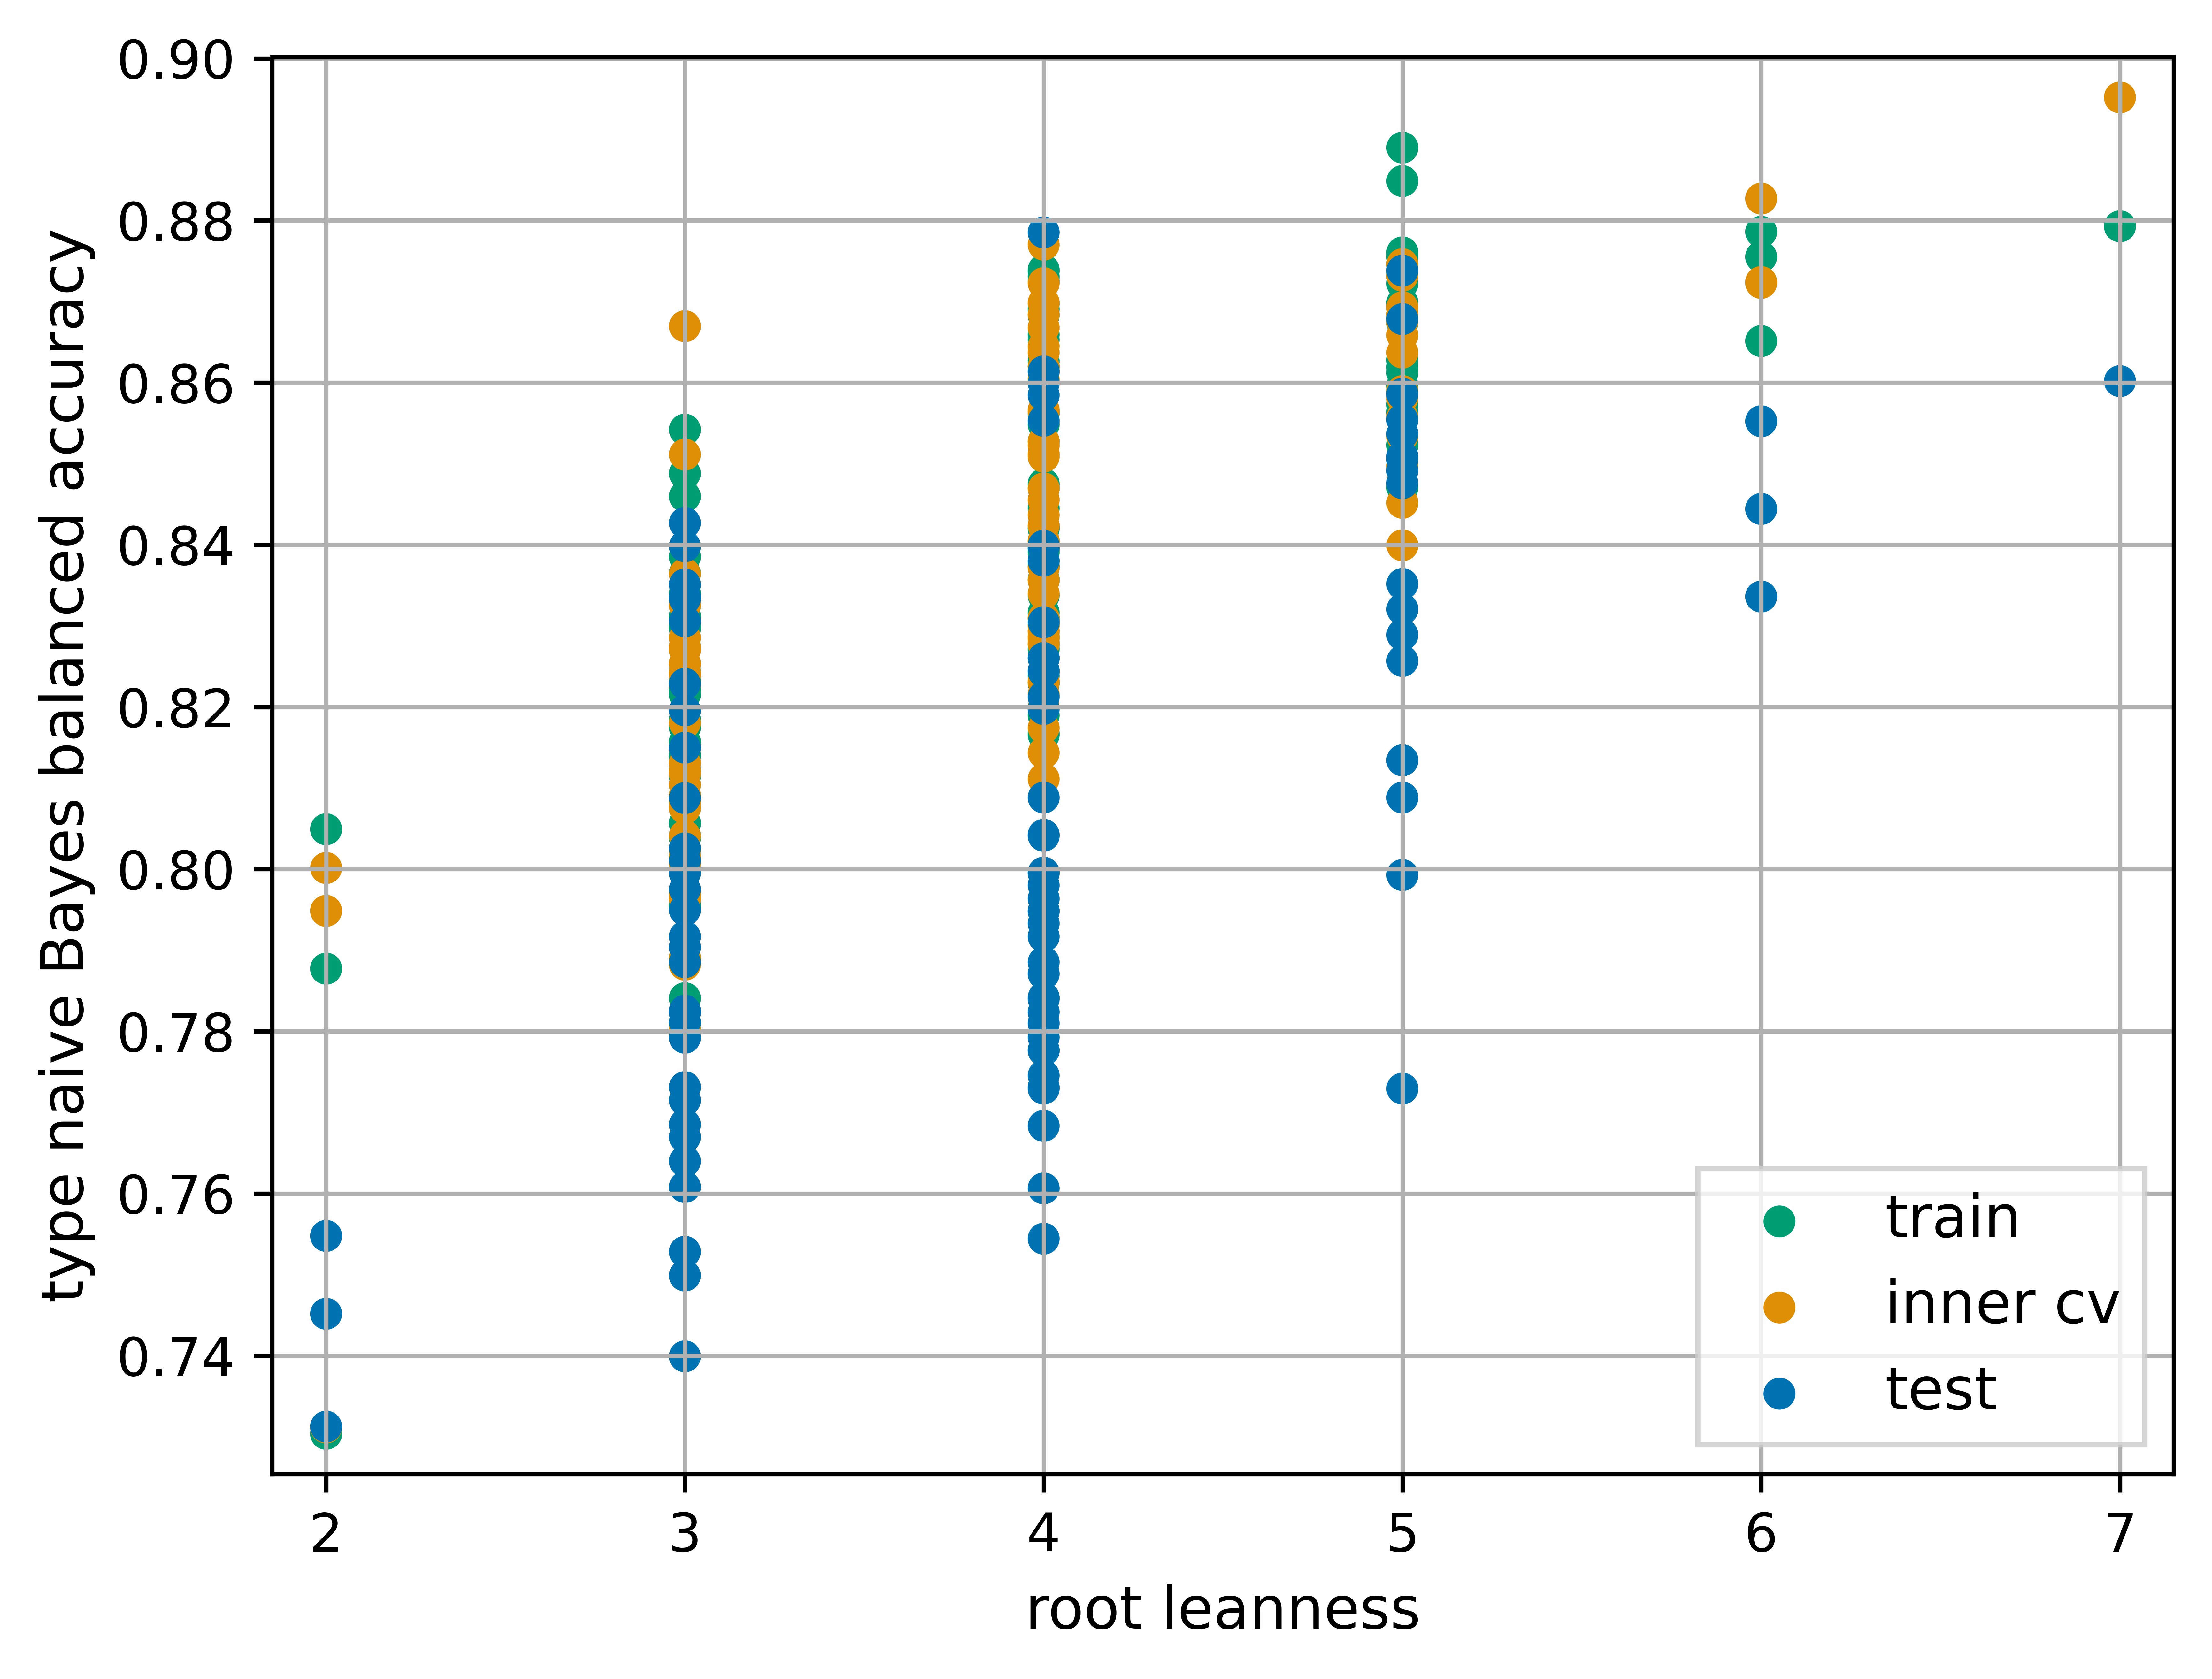 type naive Bayes balanced accuracy
0.90
0.88
0.86
0.84
0.82
0.80
0.78
0.76
0.74
train
inner cv
test
2 3 4 5 6 7
root leanness